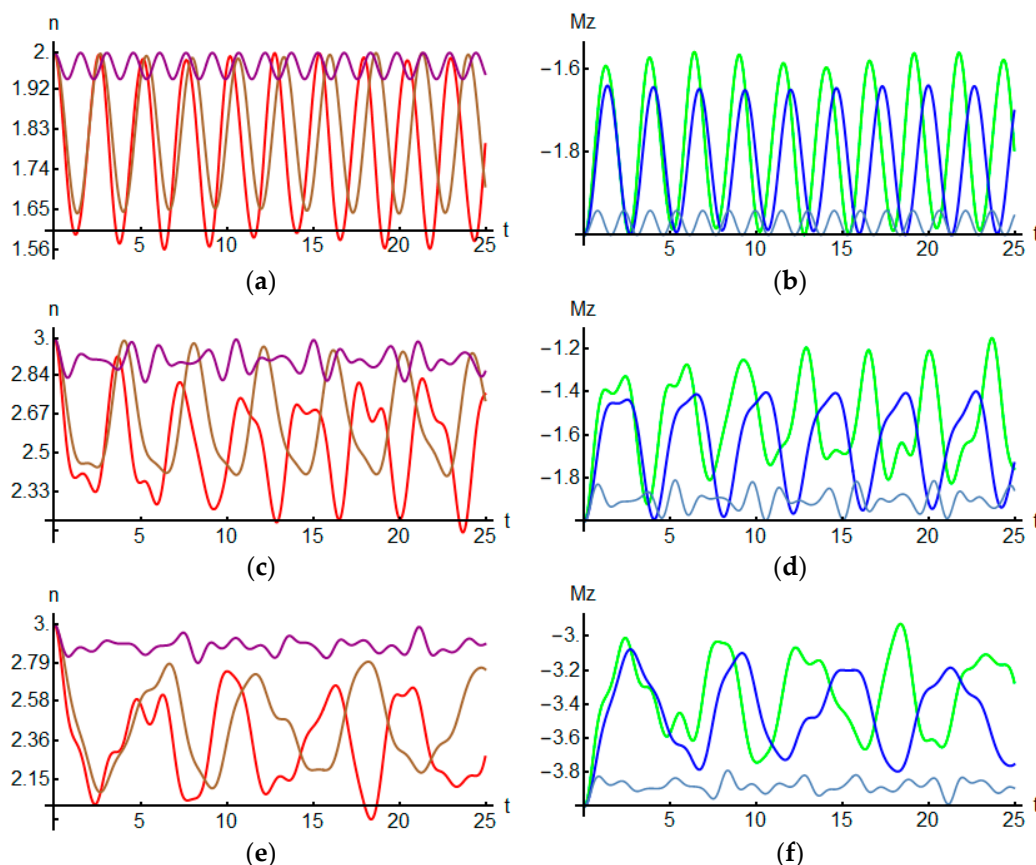 n
2.
1.92
1.83
1.74
1.65
1.56
5 10 15 20 25 t
(a)
Mz
−1.6
−1.8
5 10 15 20 25 t
(b)
n
3.
2.84
2.67
2.5
2.33
5 10 15 20 25 t
(c)
Mz
−1.2
−1.4
−1.6
−1.8
5 10 15 20 25 t
(d)
n
3.
2.79
2.58
2.36
2.15
5 10 15 20 25 t
(e)
Mz
−3.
−3.2
−3.4
−3.6
−3.8
5 10 15 20 25 t
(f)